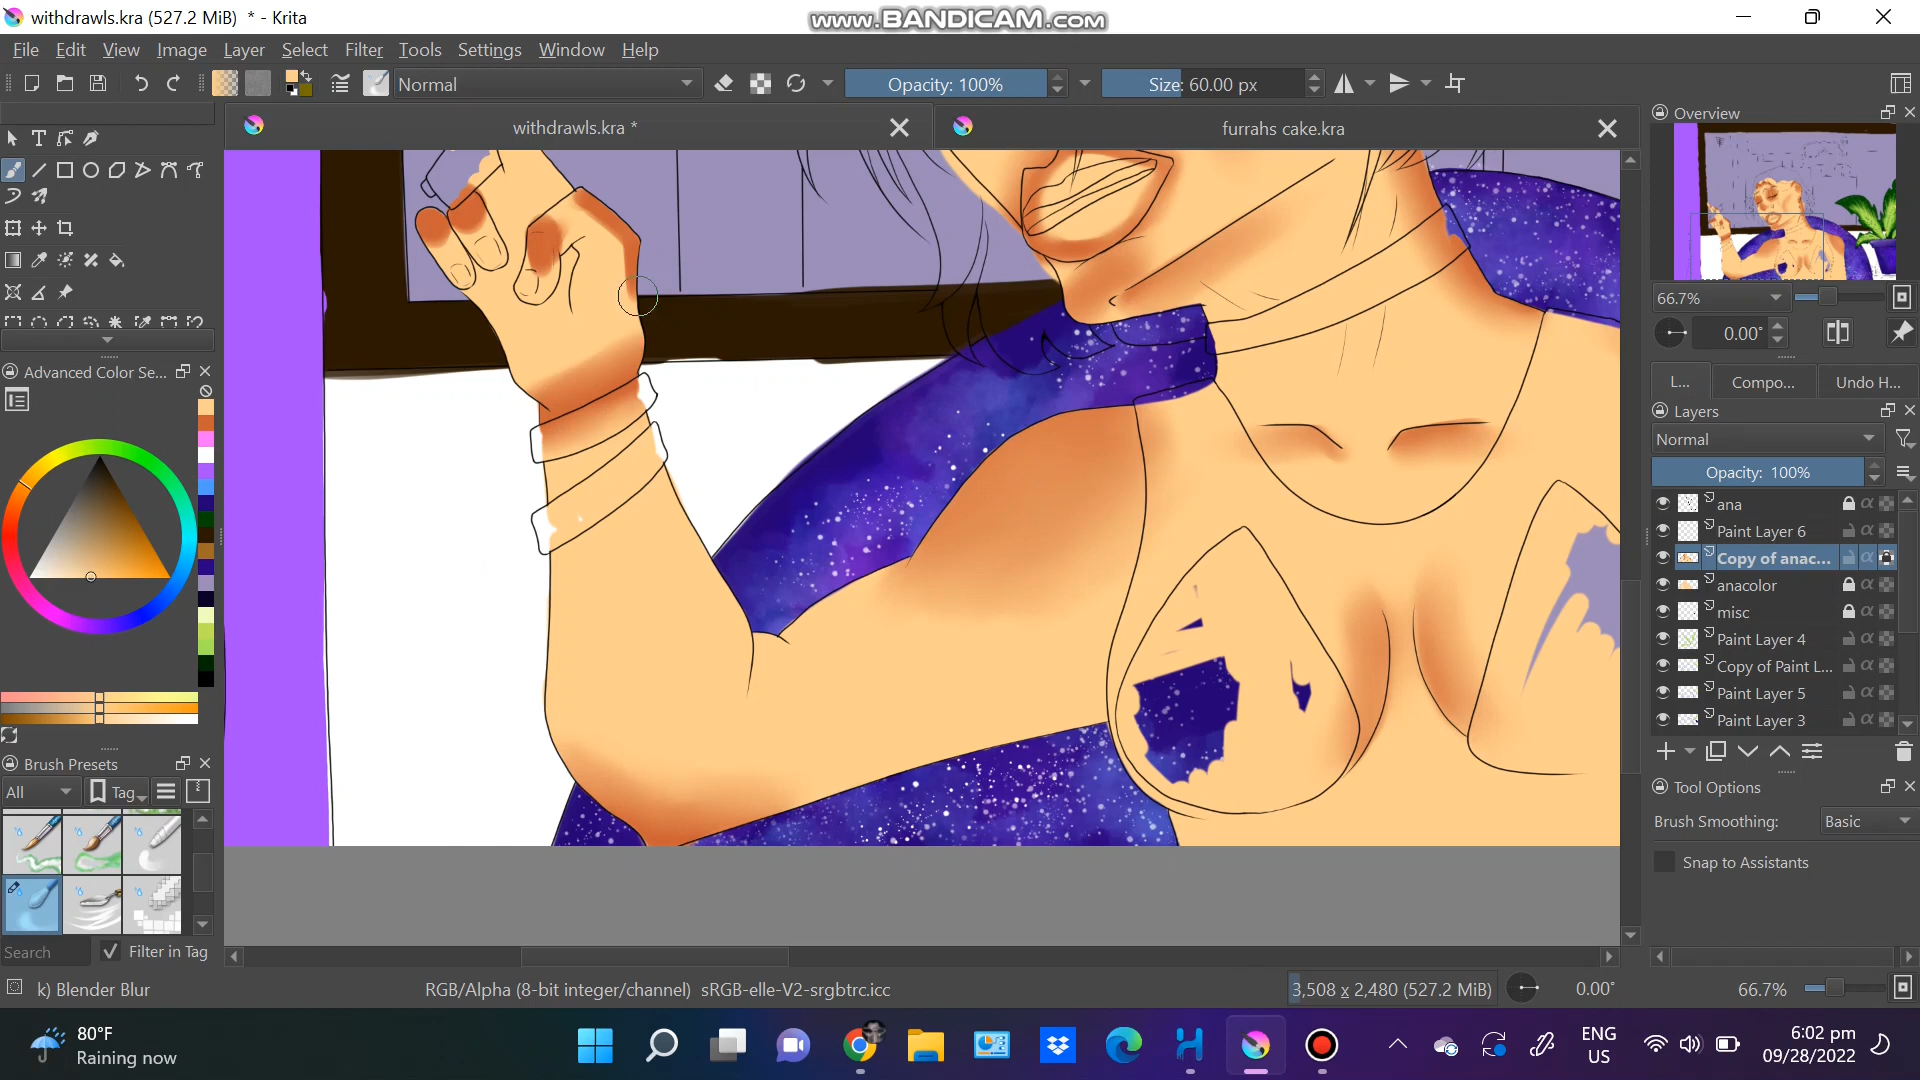 withdrawls.kra (527.2 MiB) * - Krita
www.BANDICAM.com
File Edit View Image Layer Select Filter Tools Settings Window Help
Normal
Opacity: 100%
Size: 60.00 px
withdrawls.kra *
furrahs cake.kra
Overview
66.7%
0.00°
Advanced Color Se...
L...
Compo...
Undo H...
Layers
Normal
Opacity: 100%
ana
Paint Layer 6
Copy of anac...
anacolor
misc
Paint Layer 4
Copy of Paint L...
Paint Layer 5
Paint Layer 3
Brush Presets
All
Tag
Tool Options
Brush Smoothing: Basic
Snap to Assistants
Search
Filter in Tag
k) Blender Blur
RGB/Alpha (8-bit integer/channel) sRGB-elle-V2-srgbtrc.icc
3,508 x 2,480 (527.2 MiB)
0.00°
66.7%
80°F
Raining now
ENG
US
6:02 pm
09/28/2022